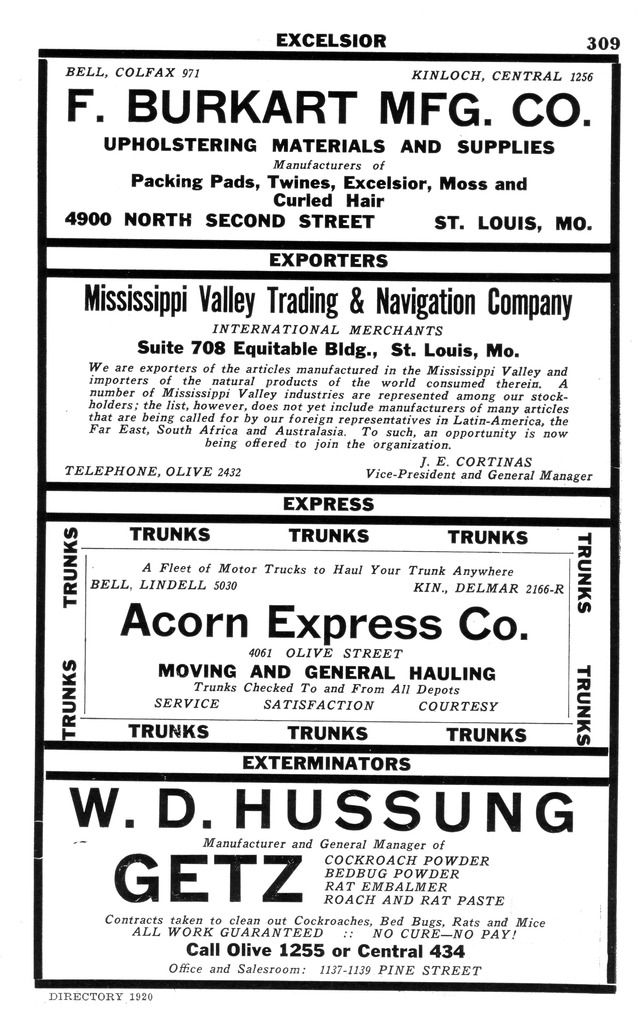 EXCELSIOR 309
BELL, COLFAX 971 KINLOCH, CENTRAL 1256
F. BURKART MFG. CO.
UPHOLSTERING MATERIALS AND SUPPLIES
Manufacturers of
Packing Pads, Twines, Excelsior, Moss and
Curled Hair
4900 NORTH SECOND STREET ST. LOUIS, MO.
EXPORTERS
Mississippi Valley Trading & Navigation Company
INTERNATIONAL MERCHANTS
Suite 708 Equitable Bldg., St. Louis, Mo.
We are exporters of the articles manufactured in the Mississippi Valley and
importers of the natural products of the world consumed therein. A
number of Mississippi Valley industries are represented among our stock-
holders; the list, however, does not yet include manufacturers of many articles
that are being called for by our foreign representatives in Latin-America, the
Far East, South Africa and Australasia. To such, an opportunity is now
being offered to join the organization.
J. E. CORTINAS
TELEPHONE, OLIVE 2432 Vice-President and General Manager
EXPRESS
TRUNKS TRUNKS TRUNKS
TRUNKS
TRUNKS
A Fleet of Motor Trucks to Haul Your Trunk Anywhere
BELL, LINDELL 5030 KIN., DELMAR 2166-R
Acorn Express Co.
4061 OLIVE STREET
MOVING AND GENERAL HAULING
Trunks Checked To and From All Depots
SERVICE SATISFACTION COURTESY
TRUNKS
TRUNKS
TRUNKS TRUNKS TRUNKS
EXTERMINATORS
W. D. HUSSUNG
Manufacturer and General Manager of
GETZ
COCKROACH POWDER
BEDBUG POWDER
RAT EMBALMER
ROACH AND RAT PASTE
Contracts taken to clean out Cockroaches, Bed Bugs, Rats and Mice
ALL WORK GUARANTEED :: NO CURE—NO PAY!
Call Olive 1255 or Central 434
Office and Salesroom: 1137-1139 PINE STREET
DIRECTORY 1920